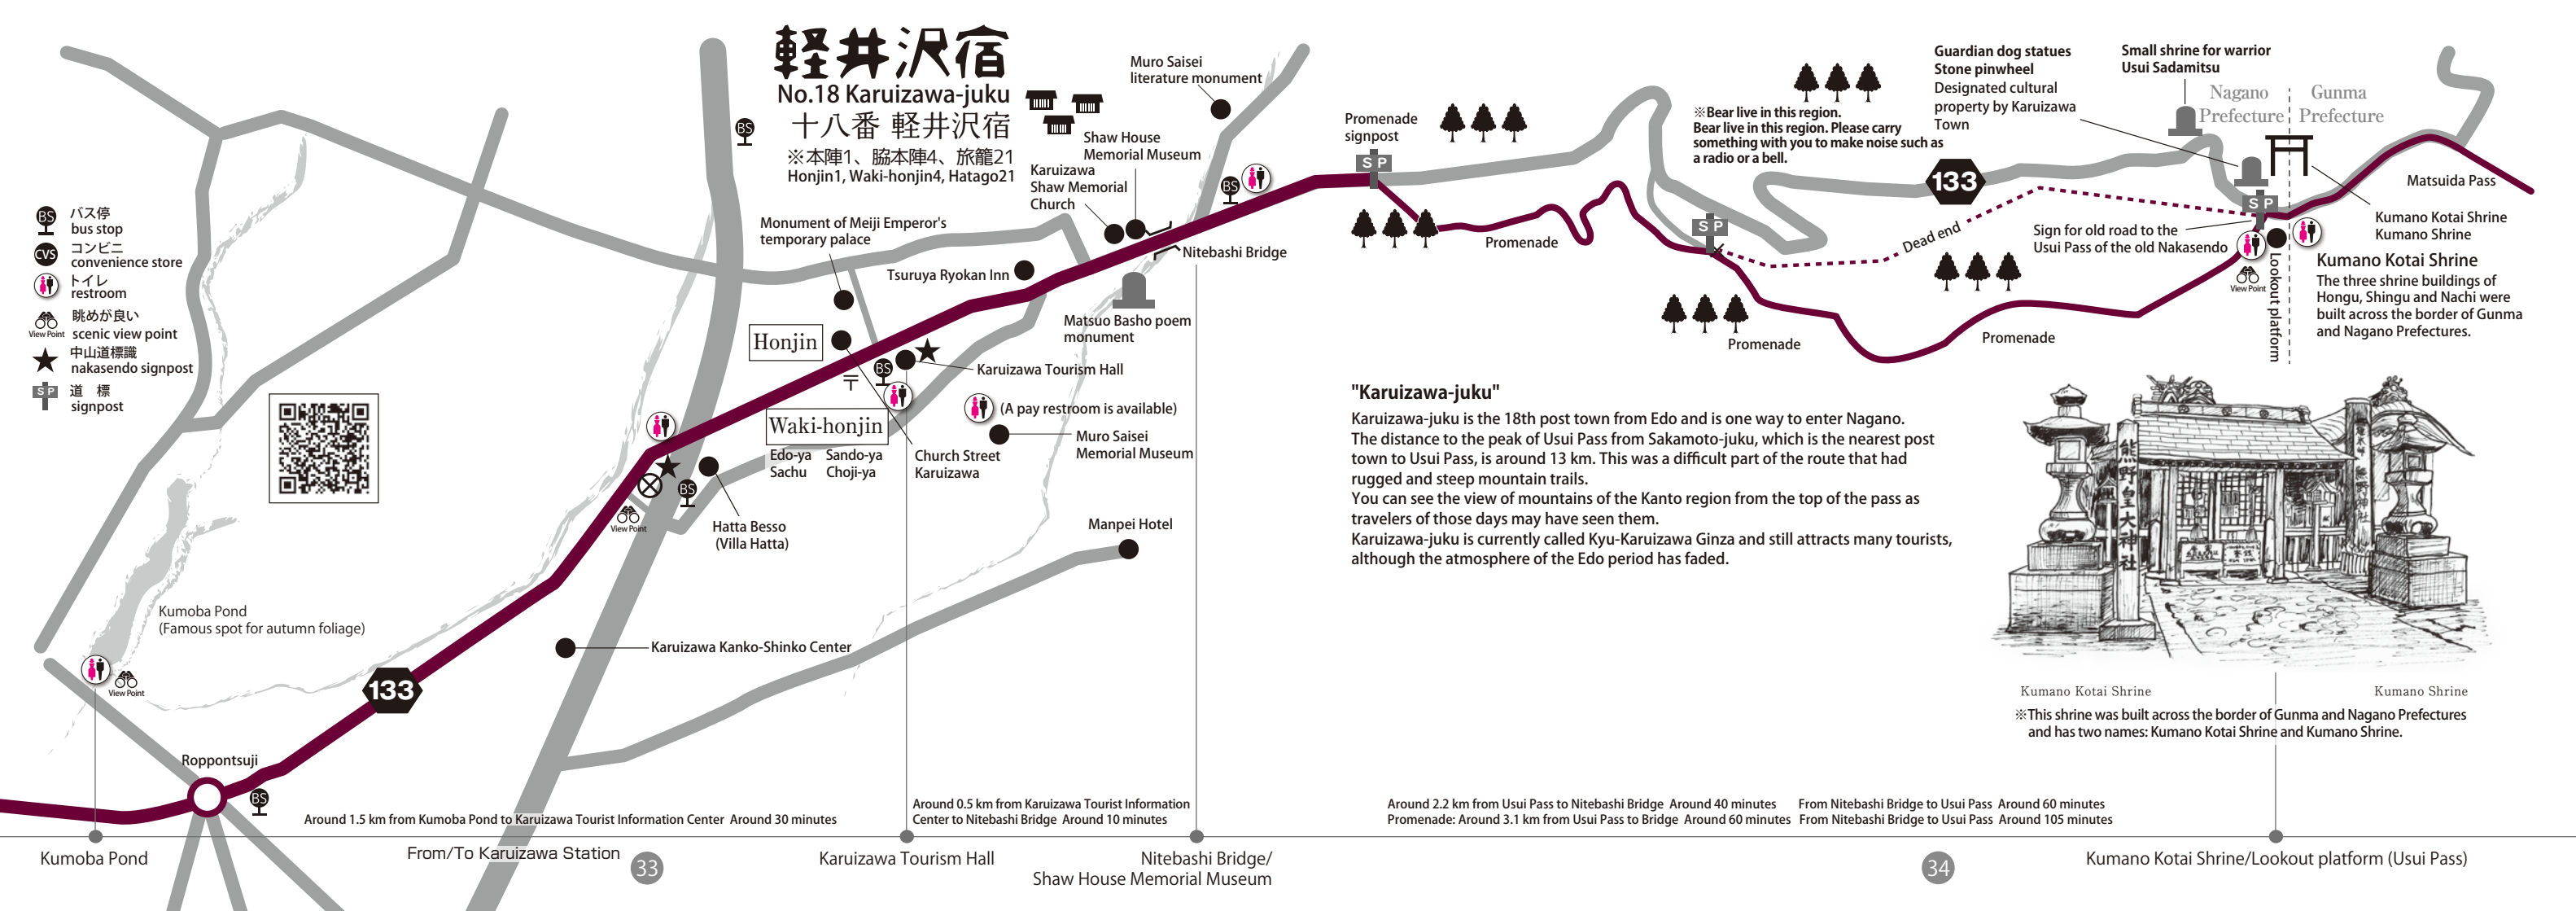 軽井沢宿
No.18 Karuizawa-juku
十八番 軽井沢宿
※本陣1、脇本陣4、旅籠21
Honjin1, Waki-honjin4, Hatago21
BS
バス停
bus stop
CVS
コンビニ
convenience store
トイレ
restroom
View Point
眺めが良い
scenic view point
中山道標識
nakasendo signpost
S P
道 標
signpost
BS
Muro Saisei
literature monument
Shaw House
Memorial Museum
Karuizawa
Shaw Memorial
Church
BS
Monument of Meiji Emperor's
temporary palace
Tsuruya Ryokan Inn
Nitebashi Bridge
Matsuo Basho poem
monument
Honjin
〒
BS
Karuizawa Tourism Hall
(A pay restroom is available)
Waki-honjin
Edo-ya Sando-ya
Sachu Choji-ya
Church Street
Karuizawa
Muro Saisei
Memorial Museum
BS
View Point
Hatta Besso
(Villa Hatta)
Manpei Hotel
Kumoba Pond
(Famous spot for autumn foliage)
View Point
Karuizawa Kanko-Shinko Center
133
Roppontsuji
BS
Around 1.5 km from Kumoba Pond to Karuizawa Tourist Information Center Around 30 minutes
Around 0.5 km from Karuizawa Tourist Information
Center to Nitebashi Bridge Around 10 minutes
Kumoba Pond
From/To Karuizawa Station
33
Karuizawa Tourism Hall
Nitebashi Bridge/
Shaw House Memorial Museum
Promenade
signpost
S P
Promenade
※Bear live in this region.
Bear live in this region. Please carry
something with you to make noise such as
a radio or a bell.
Guardian dog statues
Stone pinwheel
Designated cultural
property by Karuizawa
Town
Small shrine for warrior
Usui Sadamitsu
Nagano
Prefecture
Gunma
Prefecture
133
Matsuida Pass
S P
S P
Dead end
Sign for old road to the
Usui Pass of the old Nakasendo
View Point
Lookout platform
Kumano Kotai Shrine
Kumano Shrine
Kumano Kotai Shrine
The three shrine buildings of
Hongu, Shingu and Nachi were
built across the border of Gunma
and Nagano Prefectures.
Promenade
Promenade
"Karuizawa-juku"
Karuizawa-juku is the 18th post town from Edo and is one way to enter Nagano.
The distance to the peak of Usui Pass from Sakamoto-juku, which is the nearest post
town to Usui Pass, is around 13 km. This was a difficult part of the route that had
rugged and steep mountain trails.
You can see the view of mountains of the Kanto region from the top of the pass as
travelers of those days may have seen them.
Karuizawa-juku is currently called Kyu-Karuizawa Ginza and still attracts many tourists,
although the atmosphere of the Edo period has faded.
熊野皇大神社
Kumano Kotai Shrine
Kumano Shrine
※This shrine was built across the border of Gunma and Nagano Prefectures
and has two names: Kumano Kotai Shrine and Kumano Shrine.
Around 2.2 km from Usui Pass to Nitebashi Bridge Around 40 minutes From Nitebashi Bridge to Usui Pass Around 60 minutes
Promenade: Around 3.1 km from Usui Pass to Bridge Around 60 minutes From Nitebashi Bridge to Usui Pass Around 105 minutes
34
Kumano Kotai Shrine/Lookout platform (Usui Pass)